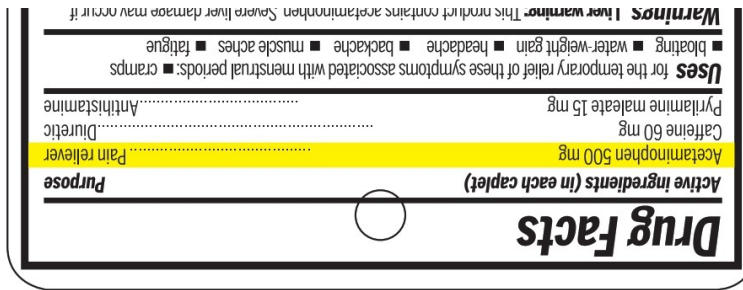 Drug Facts
Active ingredients (in each caplet) Purpose
Acetaminophen 500 mg ........................................ Pain reliever
Caffeine 60 mg ............................................................ Diuretic
Pyrilamine maleate 15 mg ................................... Antihistamine
Uses for the temporary relief of these symptoms associated with menstrual periods: ■ cramps
■ bloating ■ water-weight gain ■ headache ■ backache ■ muscle aches ■ fatigue
Warnings Liver warning: This product contains acetaminophen. Severe liver damage may occur if